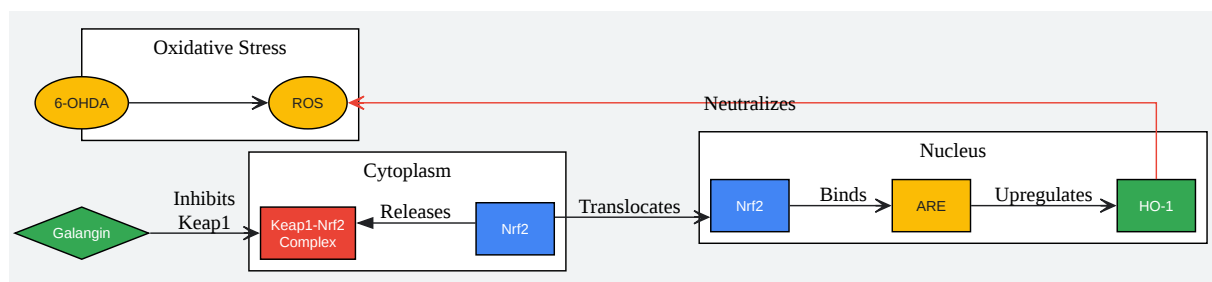 Oxidative Stress
6-OHDA
ROS
Neutralizes
Cytoplasm
Nucleus
Inhibits
Keap1
Galangin
Keap1-Nrf2
Complex
Releases
Nrf2
Translocates
Nrf2
Binds
ARE
Upregulates
HO-1